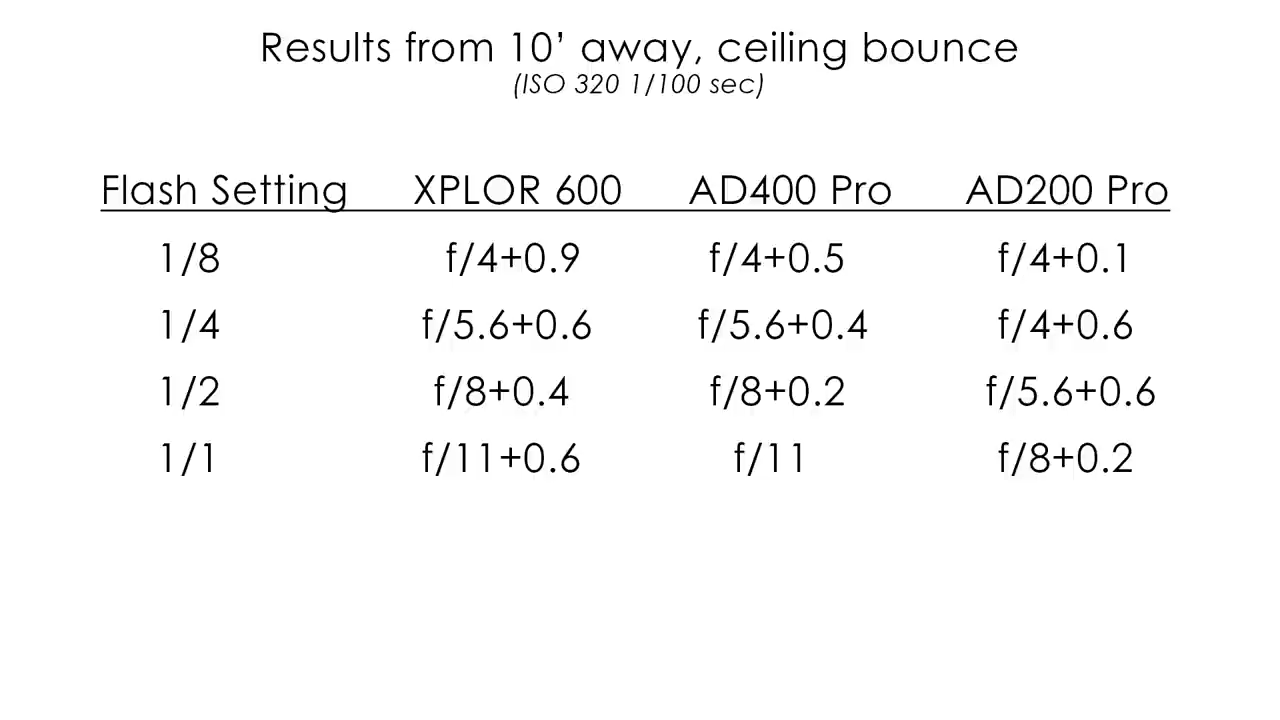 Results from 10’ away, ceiling bounce
(ISO 320 1/100 sec)
Flash Setting XPLOR 600 AD400 Pro AD200 Pro
1/8 f/4+0.9 f/4+0.5 f/4+0.1
1/4 f/5.6+0.6 f/5.6+0.4 f/4+0.6
1/2 f/8+0.4 f/8+0.2 f/5.6+0.6
1/1 f/11+0.6 f/11 f/8+0.2